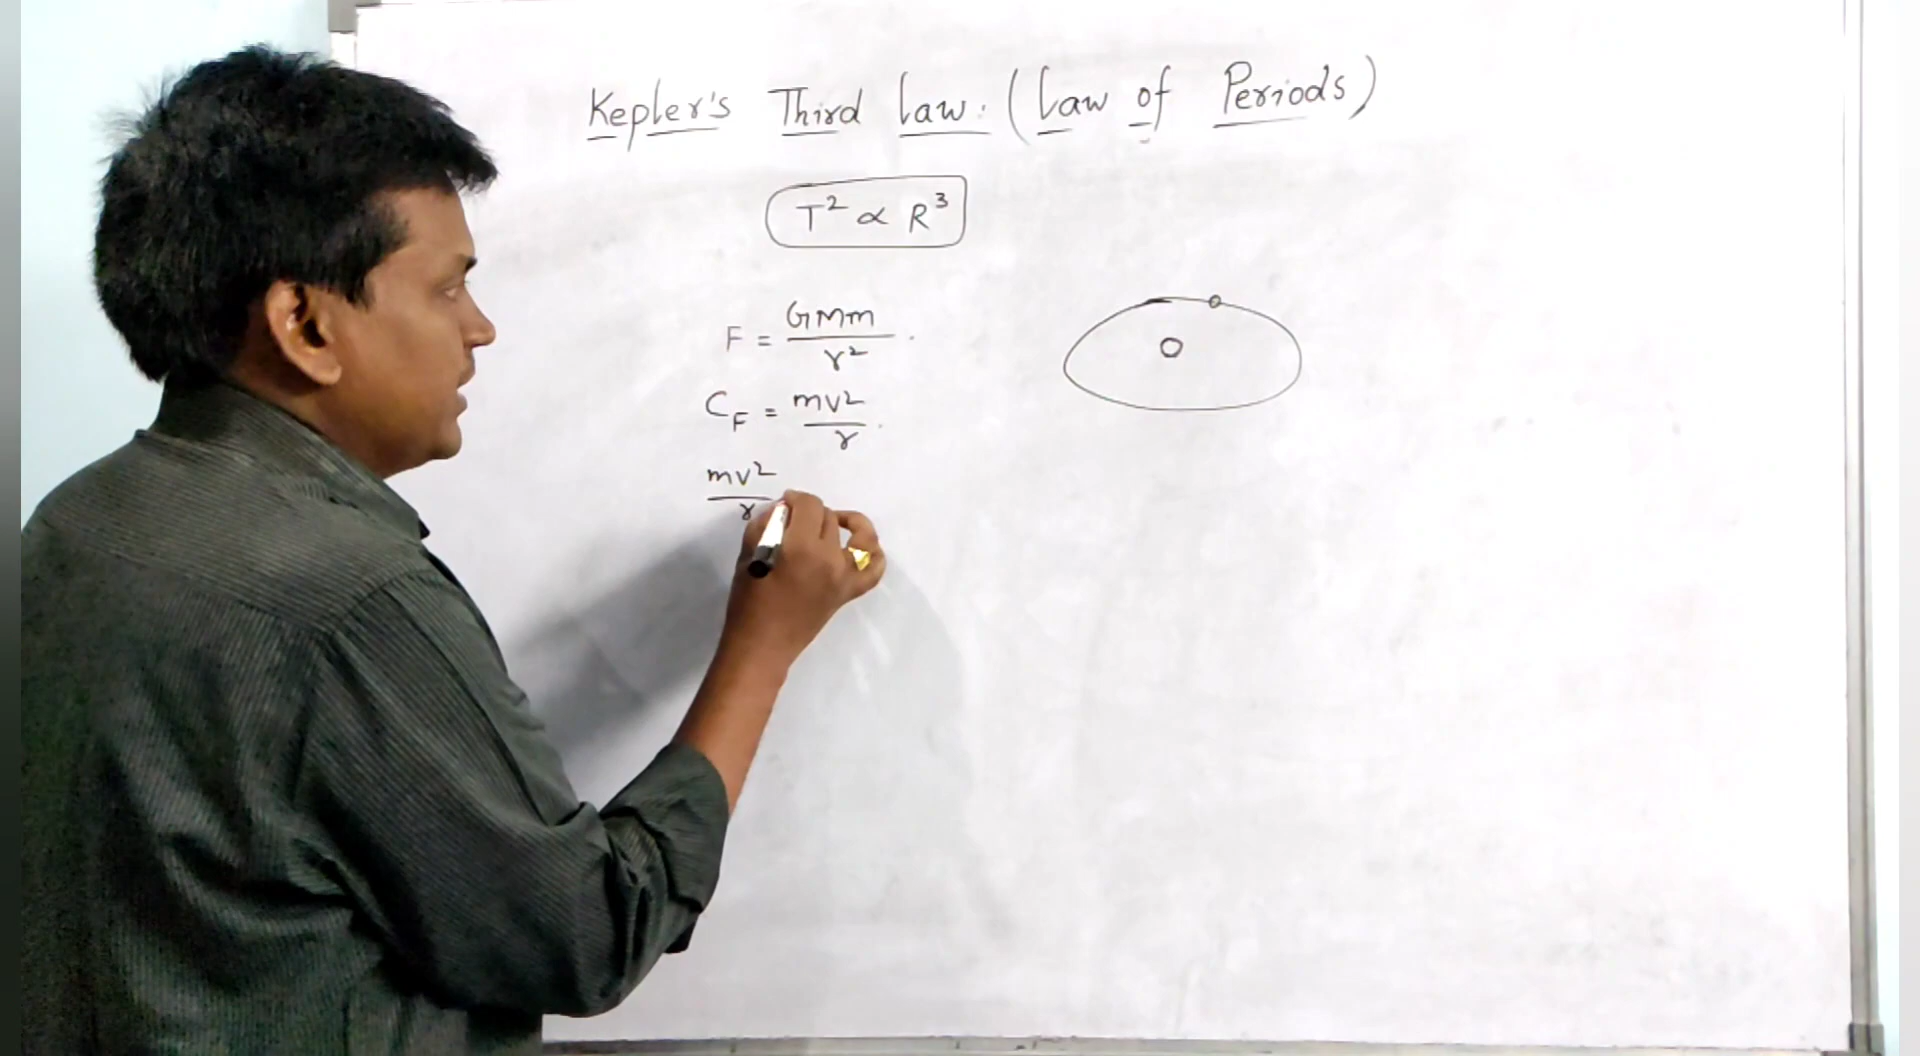 Kepler's Third Law. (Law of Periods)
T² ∝ R³
F = GMm / r² .
C_F = mv² / r .
mv² / r